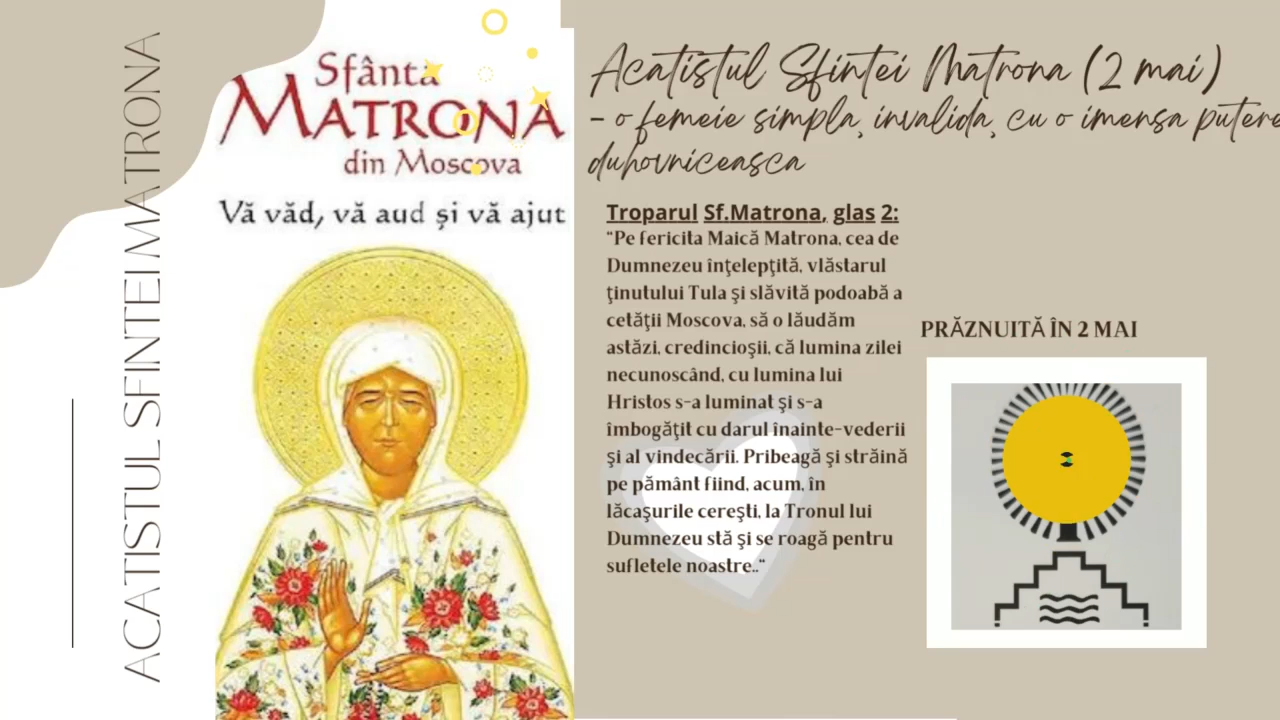 ACATISTUL SFINTEI MATRONA
Sfânta
MATRONA
din Moscova
Vă văd, vă aud și vă ajut
Acatistul Sfintei Matrona (2 mai)
- o femeie simpla, invalida, cu o imensa putere
duhovniceasca
Troparul Sf.Matrona, glas 2:
“Pe fericita Maică Matrona, cea de
Dumnezeu înţelepţită, vlăstarul
ţinutului Tula şi slăvită podoabă a
cetăţii Moscova, să o lăudăm
astăzi, credincioşii, că lumina zilei
necunoscând, cu lumina lui
Hristos s-a luminat şi s-a
îmbogăţit cu darul înainte-vederii
şi al vindecării. Pribeagă şi străină
pe pământ fiind, acum, în
lăcaşurile cereşti, la Tronul lui
Dumnezeu stă şi se roagă pentru
sufletele noastre..“
PRĂZNUITĂ ÎN 2 MAI